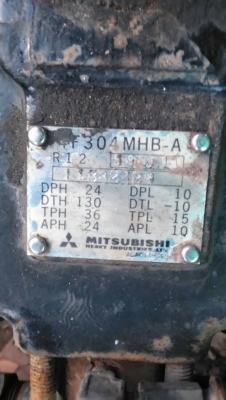 F304MHB-A
R12
DPH 24 DPL 10
DTH 130 DTL -10
TPH 36 TPL 15
APH 24 APL 10
MITSUBISHI
HEAVY INDUSTRIES, LTD.